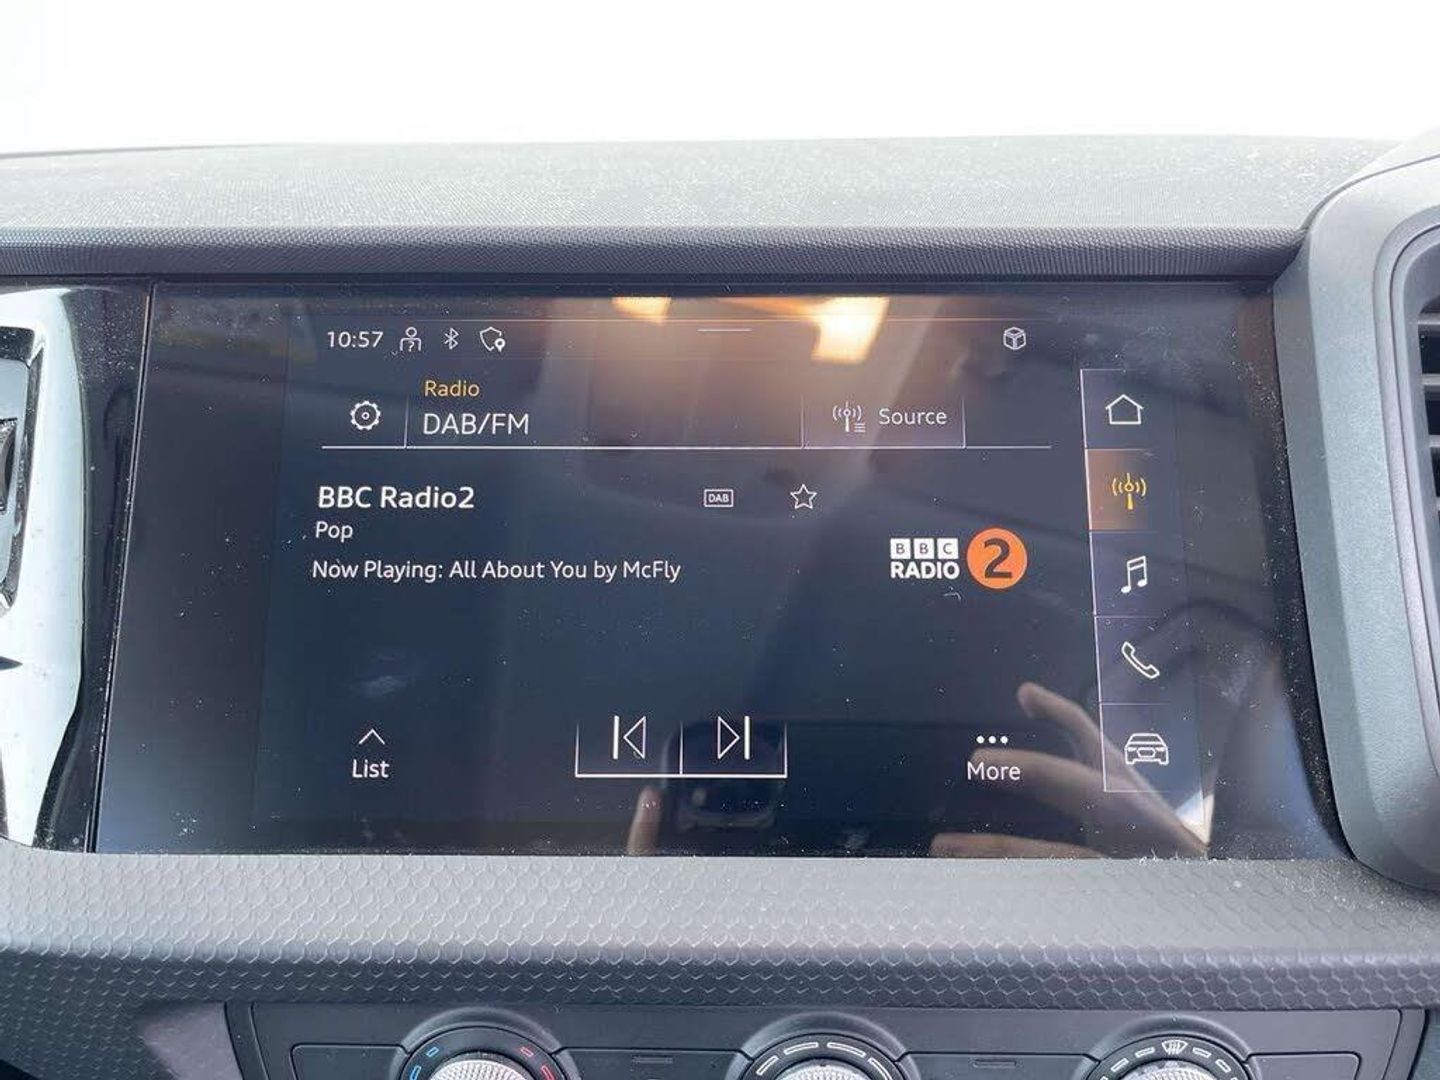 10:57
Radio
DAB/FM
Source
BBC Radio2
DAB
Pop
Now Playing: All About You by McFly
BBC
RADIO 2
List
More